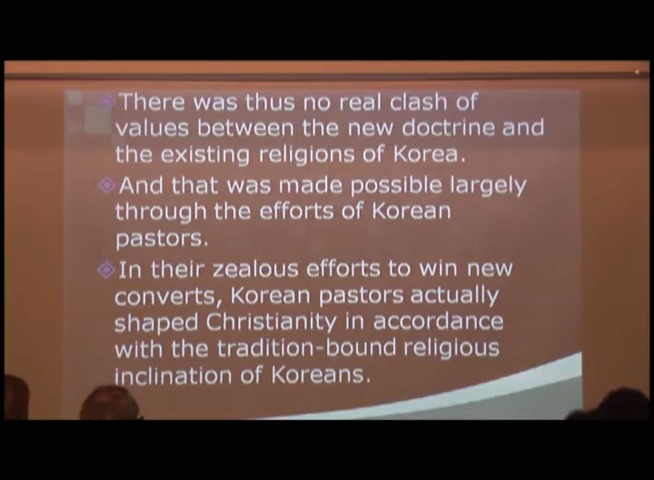 There was thus no real clash of
values between the new doctrine and
the existing religions of Korea.
And that was made possible largely
through the efforts of Korean
pastors.
In their zealous efforts to win new
converts, Korean pastors actually
shaped Christianity in accordance
with the tradition-bound religious
inclination of Koreans.